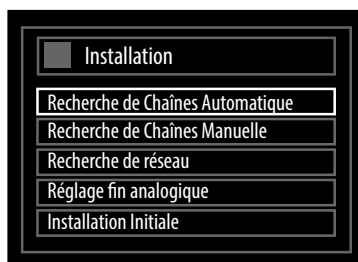 Installation
Recherche de Chaînes Automatique
Recherche de Chaînes Manuelle
Recherche de réseau
Réglage fin analogique
Installation Initiale